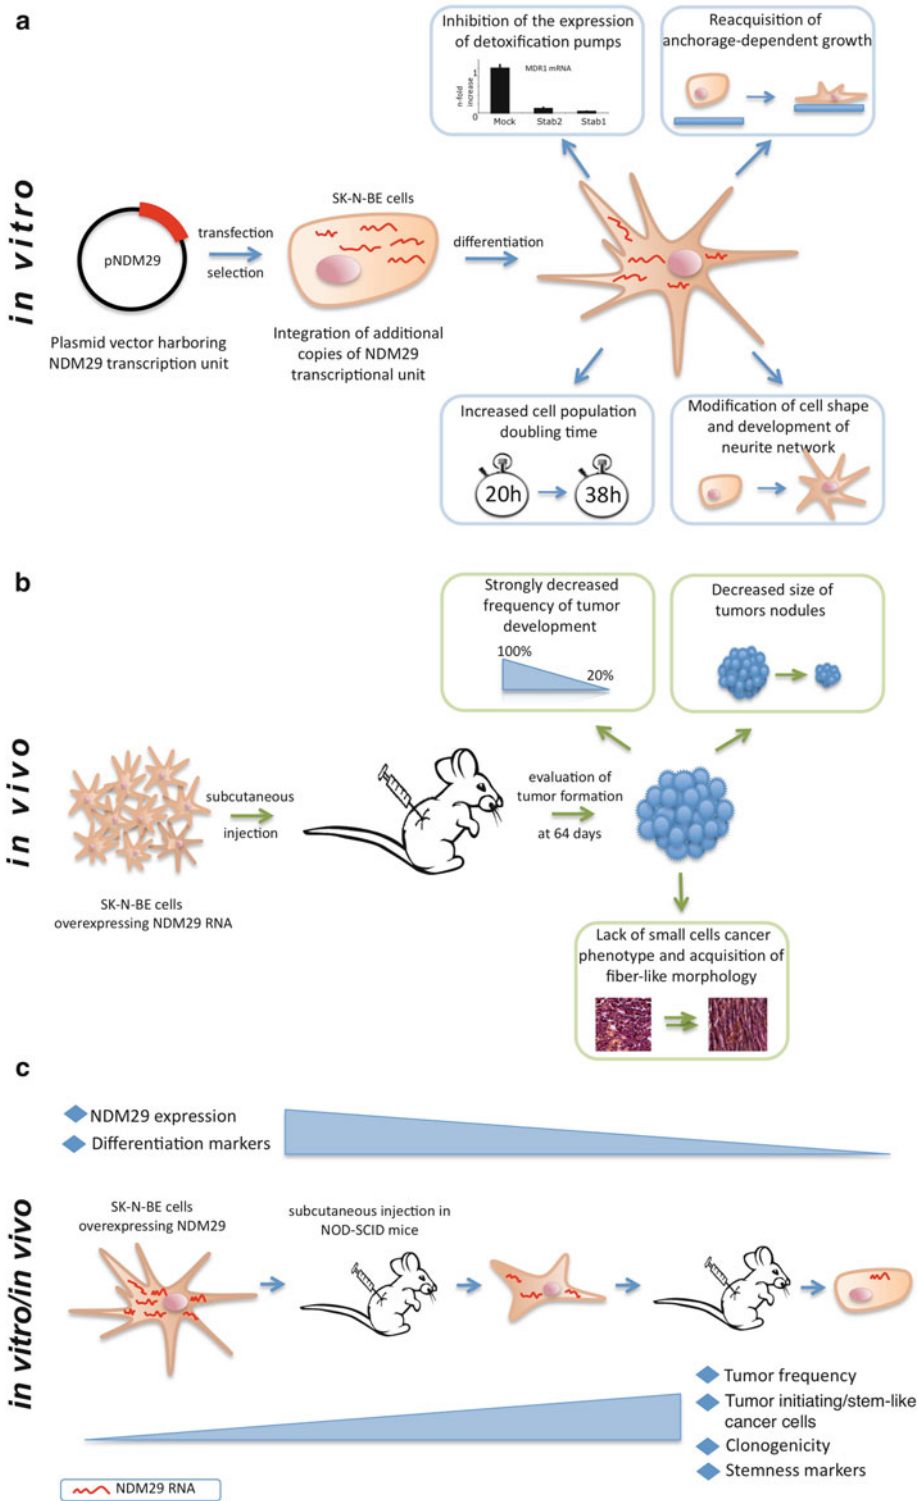 a
in vitro
Inhibition of the expression
of detoxification pumps
MDR1 mRNA
n-fold
increase
1
0
Mock Stab2 Stab1
Reacquisition of
anchorage-dependent growth
pNDM29
transfection
selection
SK-N-BE cells
differentiation
Plasmid vector harboring
NDM29 transcription unit
Integration of additional
copies of NDM29
transcriptional unit
Increased cell population
doubling time
20h
38h
Modification of cell shape
and development of
neurite network
b
in vivo
Strongly decreased
frequency of tumor
development
100%
20%
Decreased size of
tumors nodules
subcutaneous
injection
evaluation of
tumor formation
at 64 days
SK-N-BE cells
overexpressing NDM29 RNA
Lack of small cells cancer
phenotype and acquisition of
fiber-like morphology
c
in vitro/in vivo
NDM29 expression
Differentiation markers
SK-N-BE cells
overexpressing NDM29
subcutaneous injection in
NOD-SCID mice
Tumor frequency
Tumor initiating/stem-like
cancer cells
Clonogenicity
Stemness markers
NDM29 RNA